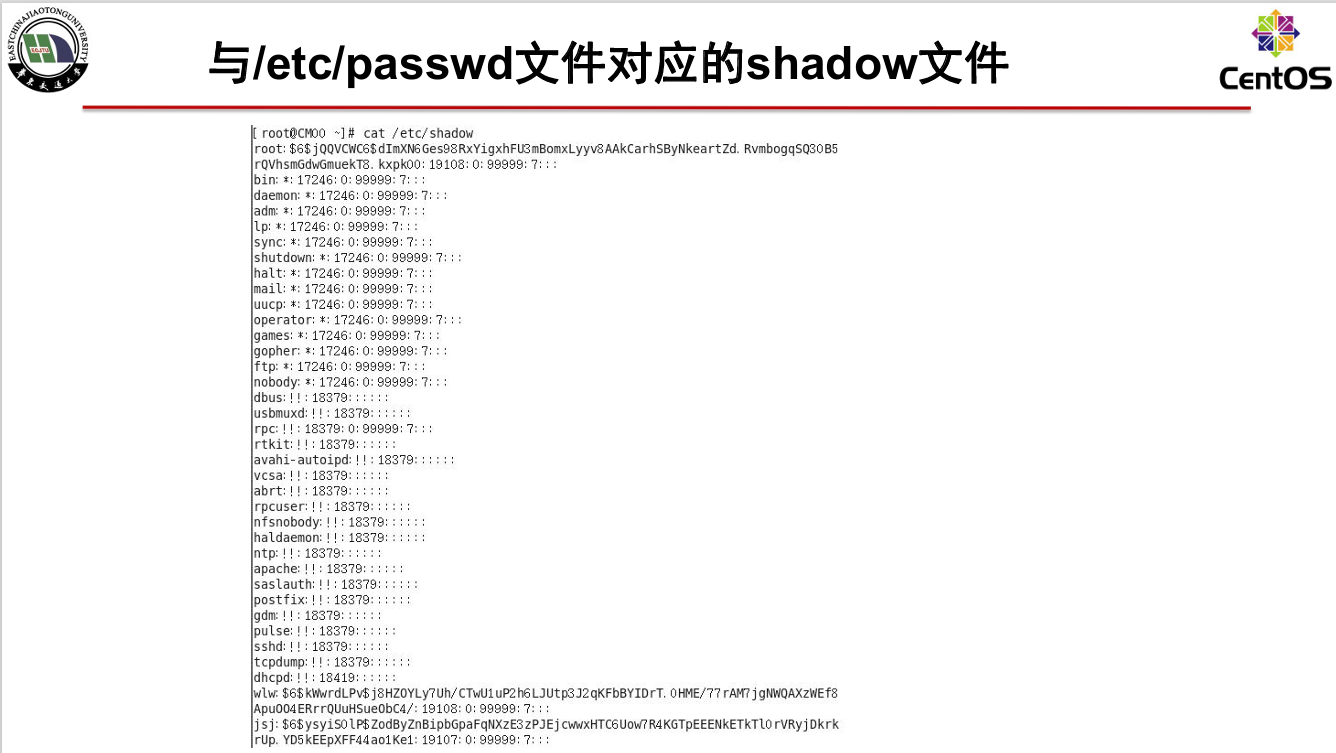 EASTCHINAJIAOTONGUNIVERSITY
ECJTU
华东交通大学
与/etc/passwd文件对应的shadow文件
CentOS
[root@CM00 ~]# cat /etc/shadow
root:$6$jQQVCWC6$dImXN6Ges98RxYigxhFU3mBomxLyyv8AAkCarhSByNkeartZd.RvmbogqSQ30B5
rQVhsmGdwGmuekT8.kxpk00:19108:0:99999:7:::
bin:*:17246:0:99999:7:::
daemon:*:17246:0:99999:7:::
adm:*:17246:0:99999:7:::
lp:*:17246:0:99999:7:::
sync:*:17246:0:99999:7:::
shutdown:*:17246:0:99999:7:::
halt:*:17246:0:99999:7:::
mail:*:17246:0:99999:7:::
uucp:*:17246:0:99999:7:::
operator:*:17246:0:99999:7:::
games:*:17246:0:99999:7:::
gopher:*:17246:0:99999:7:::
ftp:*:17246:0:99999:7:::
nobody:*:17246:0:99999:7:::
dbus:!!:18379::::::
usbmuxd:!!:18379::::::
rpc:!!:18379:0:99999:7:::
rtkit:!!:18379::::::
avahi-autoipd:!!:18379::::::
vcsa:!!:18379::::::
abrt:!!:18379::::::
rpcuser:!!:18379::::::
nfsnobody:!!:18379::::::
haldaemon:!!:18379::::::
ntp:!!:18379::::::
apache:!!:18379::::::
saslauth:!!:18379::::::
postfix:!!:18379::::::
gdm:!!:18379::::::
pulse:!!:18379::::::
sshd:!!:18379::::::
tcpdump:!!:18379::::::
dhcpd:!!:18419::::::
wlw:$6$kWwrdLPv$j8HZOYLy7Uh/CTwU1uP2h6LJUtp3J2qKFbBYIDrT.0HME/77rAM7jgNWQAXzWEf8
ApuO04ERrrQUuHSueObC4/:19108:0:99999:7:::
jsj:$6$ysyiS0lP$ZodByZnBipbGpaFqNXzE3zPJEjcwwxHTC6Uow7R4KGTpEEENkETkTl0rVRyjDkrk
rUp.YD5kEEpXFF44ao1Ke1:19107:0:99999:7:::